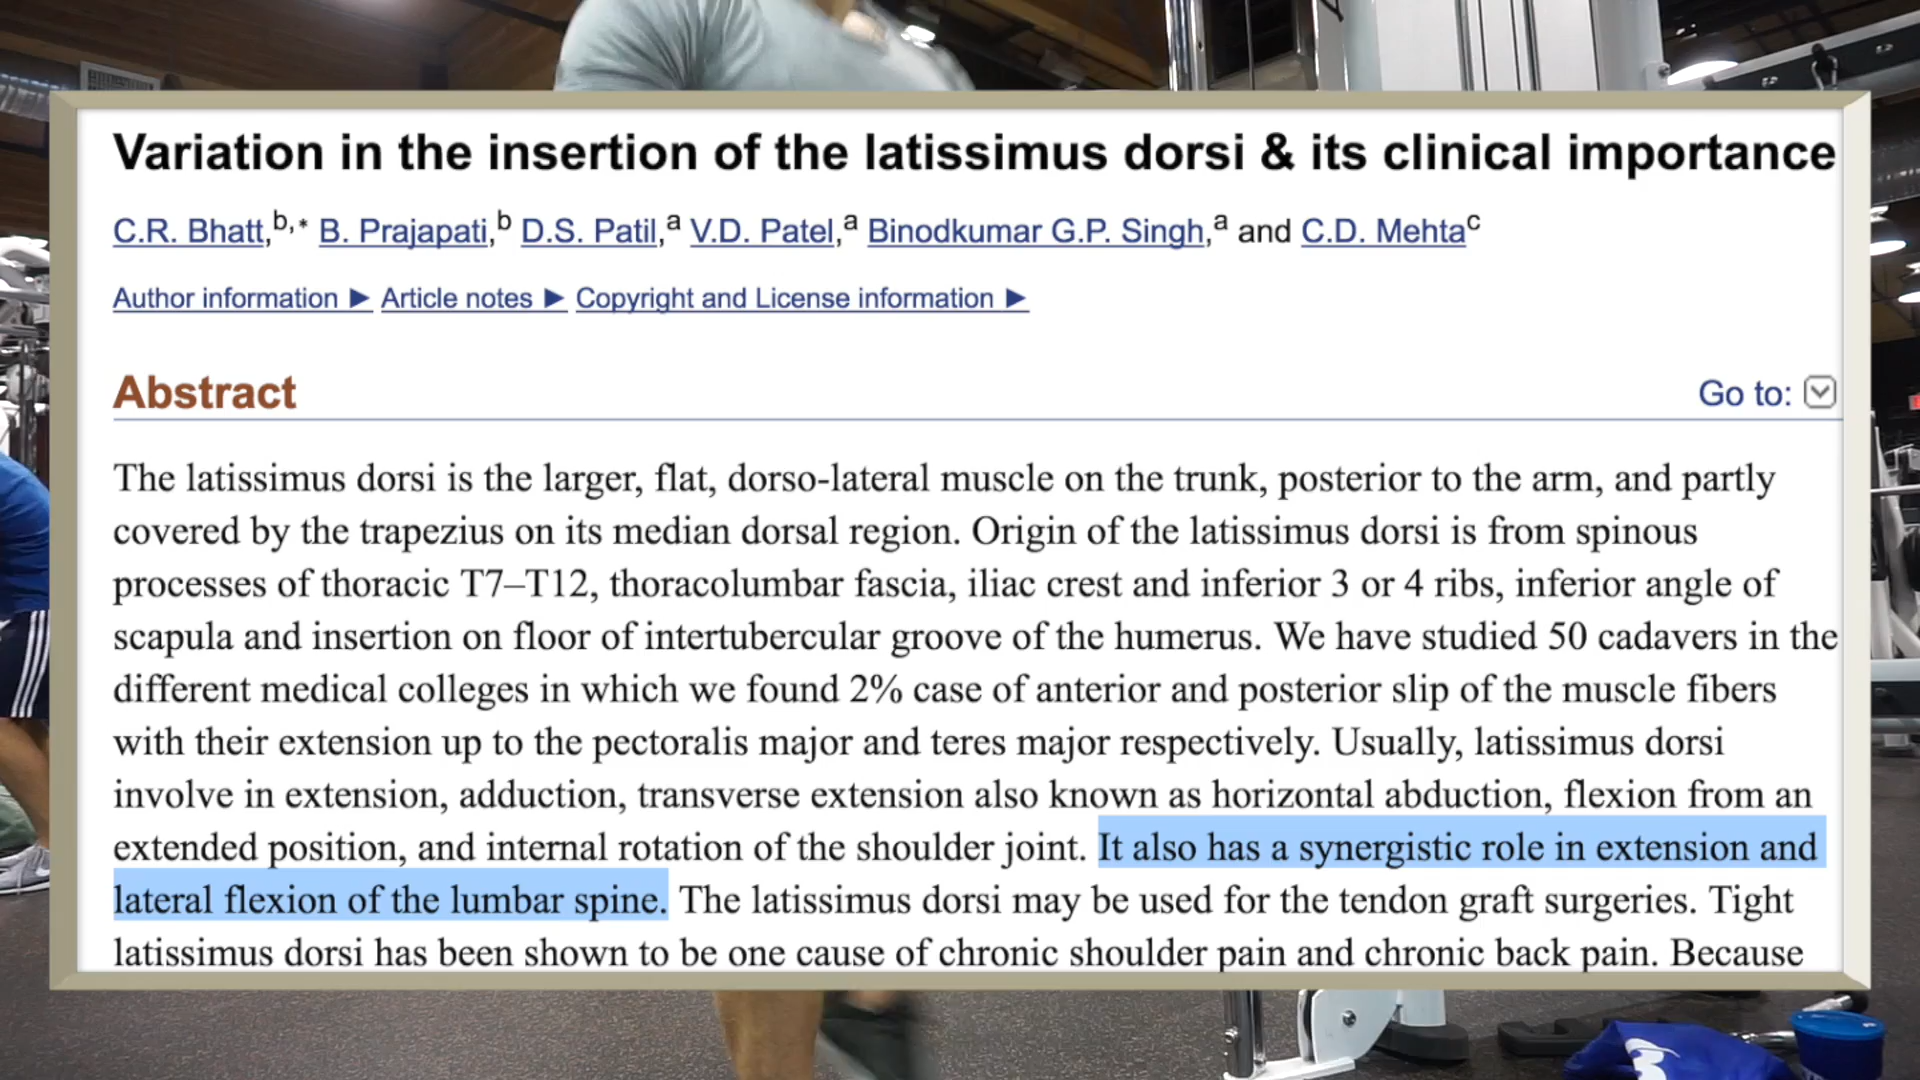 Variation in the insertion of the latissimus dorsi & its clinical importance
C.R. Bhatt,b,* B. Prajapati,b D.S. Patil,a V.D. Patel,a Binodkumar G.P. Singh,a and C.D. Mehtac
Author information ► Article notes ► Copyright and License information ►
Abstract
Go to:
The latissimus dorsi is the larger, flat, dorso-lateral muscle on the trunk, posterior to the arm, and partly
covered by the trapezius on its median dorsal region. Origin of the latissimus dorsi is from spinous
processes of thoracic T7–T12, thoracolumbar fascia, iliac crest and inferior 3 or 4 ribs, inferior angle of
scapula and insertion on floor of intertubercular groove of the humerus. We have studied 50 cadavers in the
different medical colleges in which we found 2% case of anterior and posterior slip of the muscle fibers
with their extension up to the pectoralis major and teres major respectively. Usually, latissimus dorsi
involve in extension, adduction, transverse extension also known as horizontal abduction, flexion from an
extended position, and internal rotation of the shoulder joint. It also has a synergistic role in extension and
lateral flexion of the lumbar spine. The latissimus dorsi may be used for the tendon graft surgeries. Tight
latissimus dorsi has been shown to be one cause of chronic shoulder pain and chronic back pain. Because